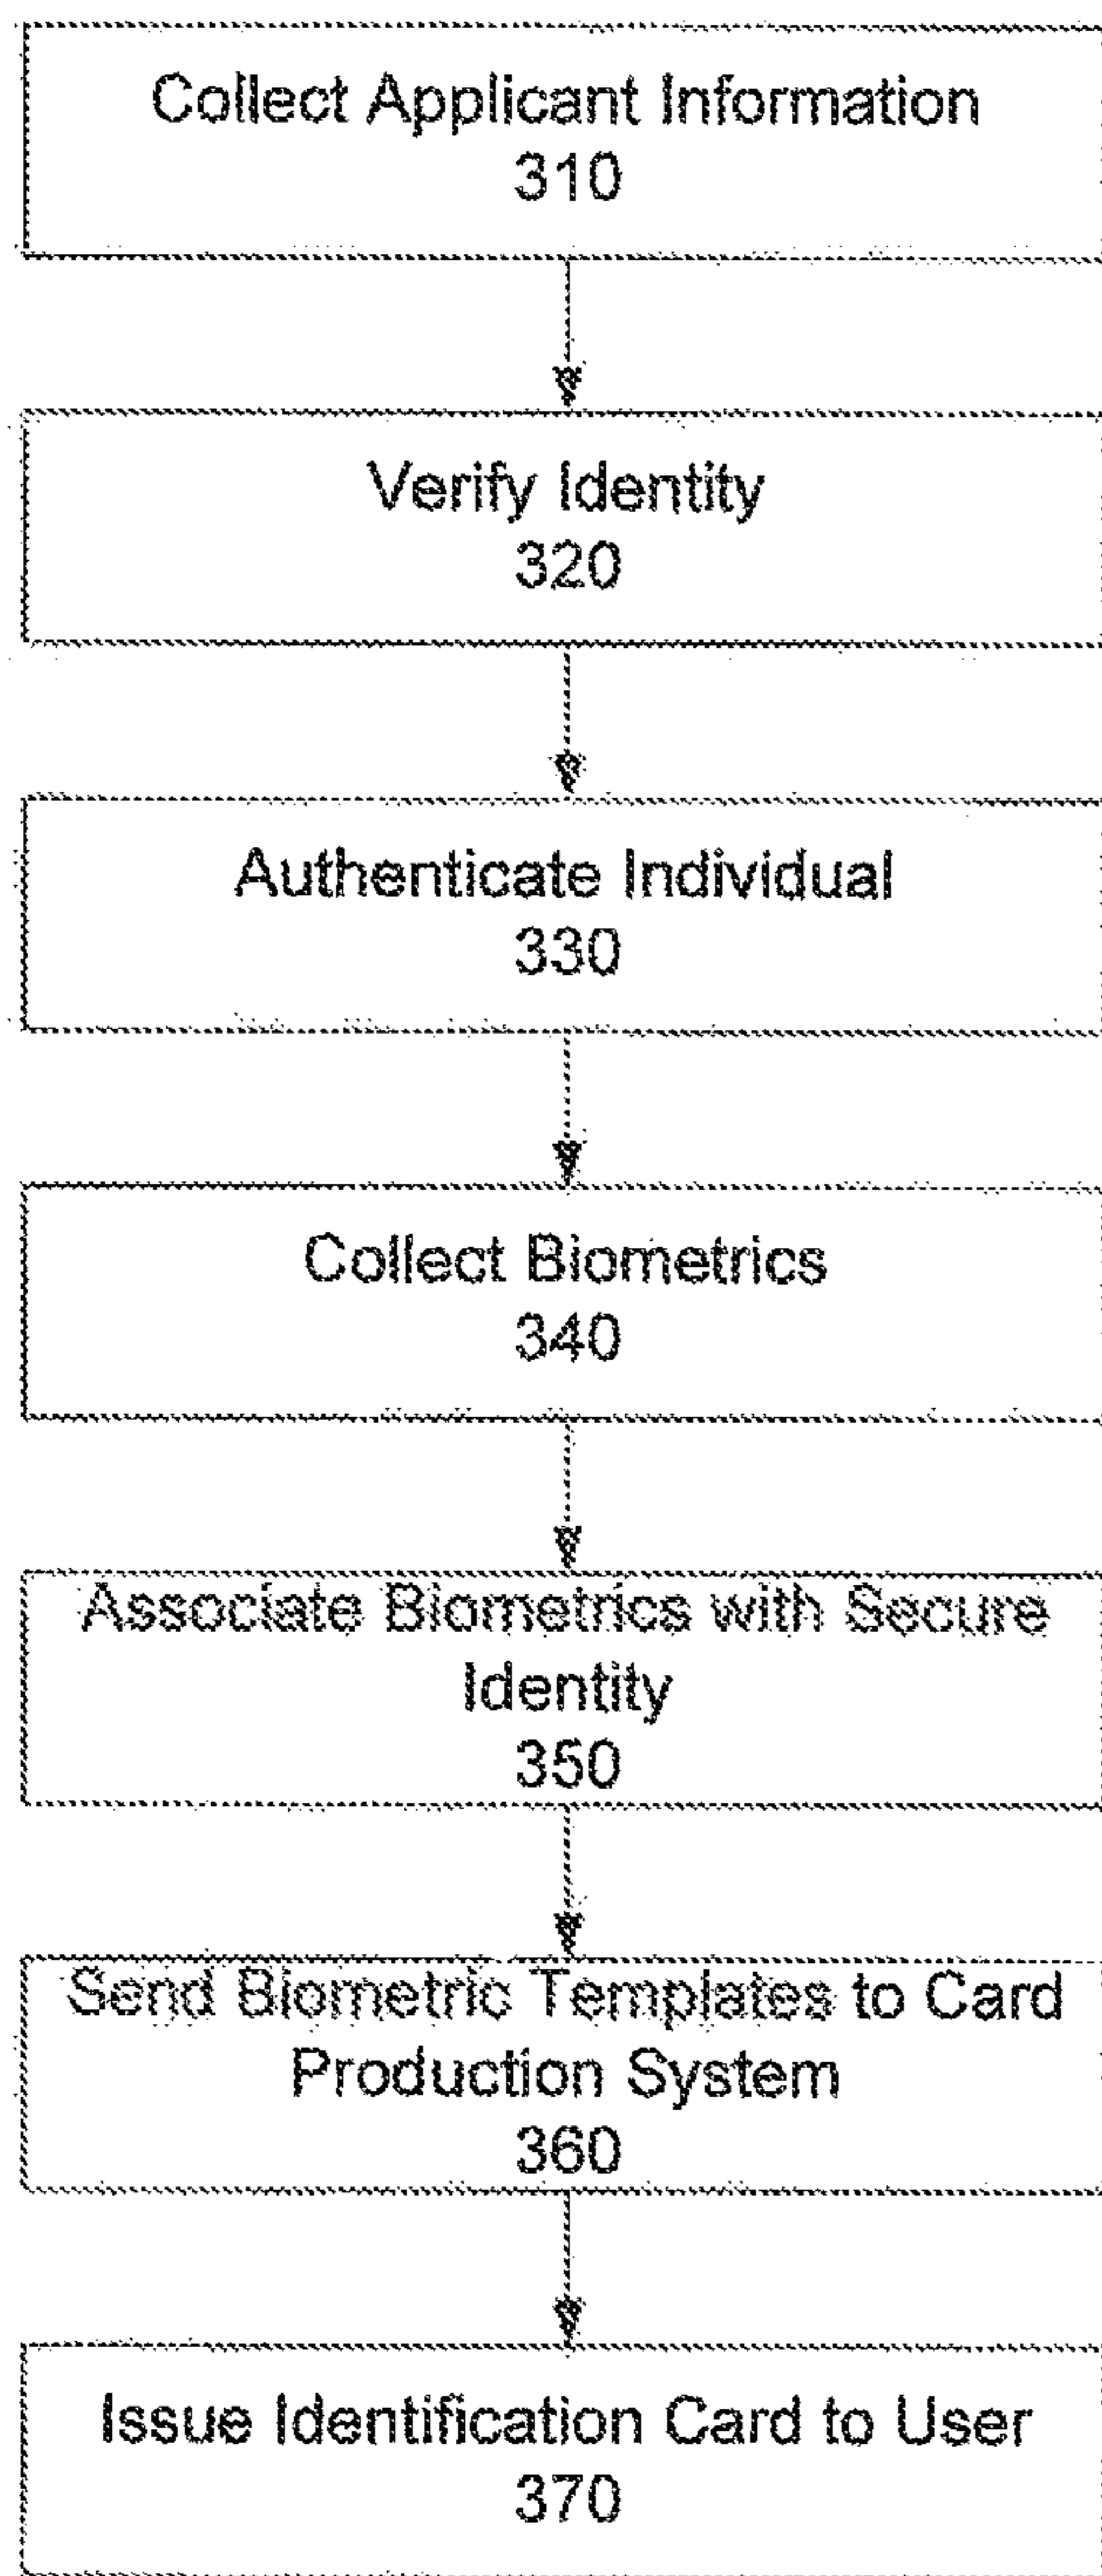 Collect Applicant Information
310
Verify Identity
320
Authenticate Individual
330
Collect Biometrics
340
Associate Biometrics with Secure
Identity
350
Send Biometric Templates to Card
Production System
360
Issue Identification Card to User
370